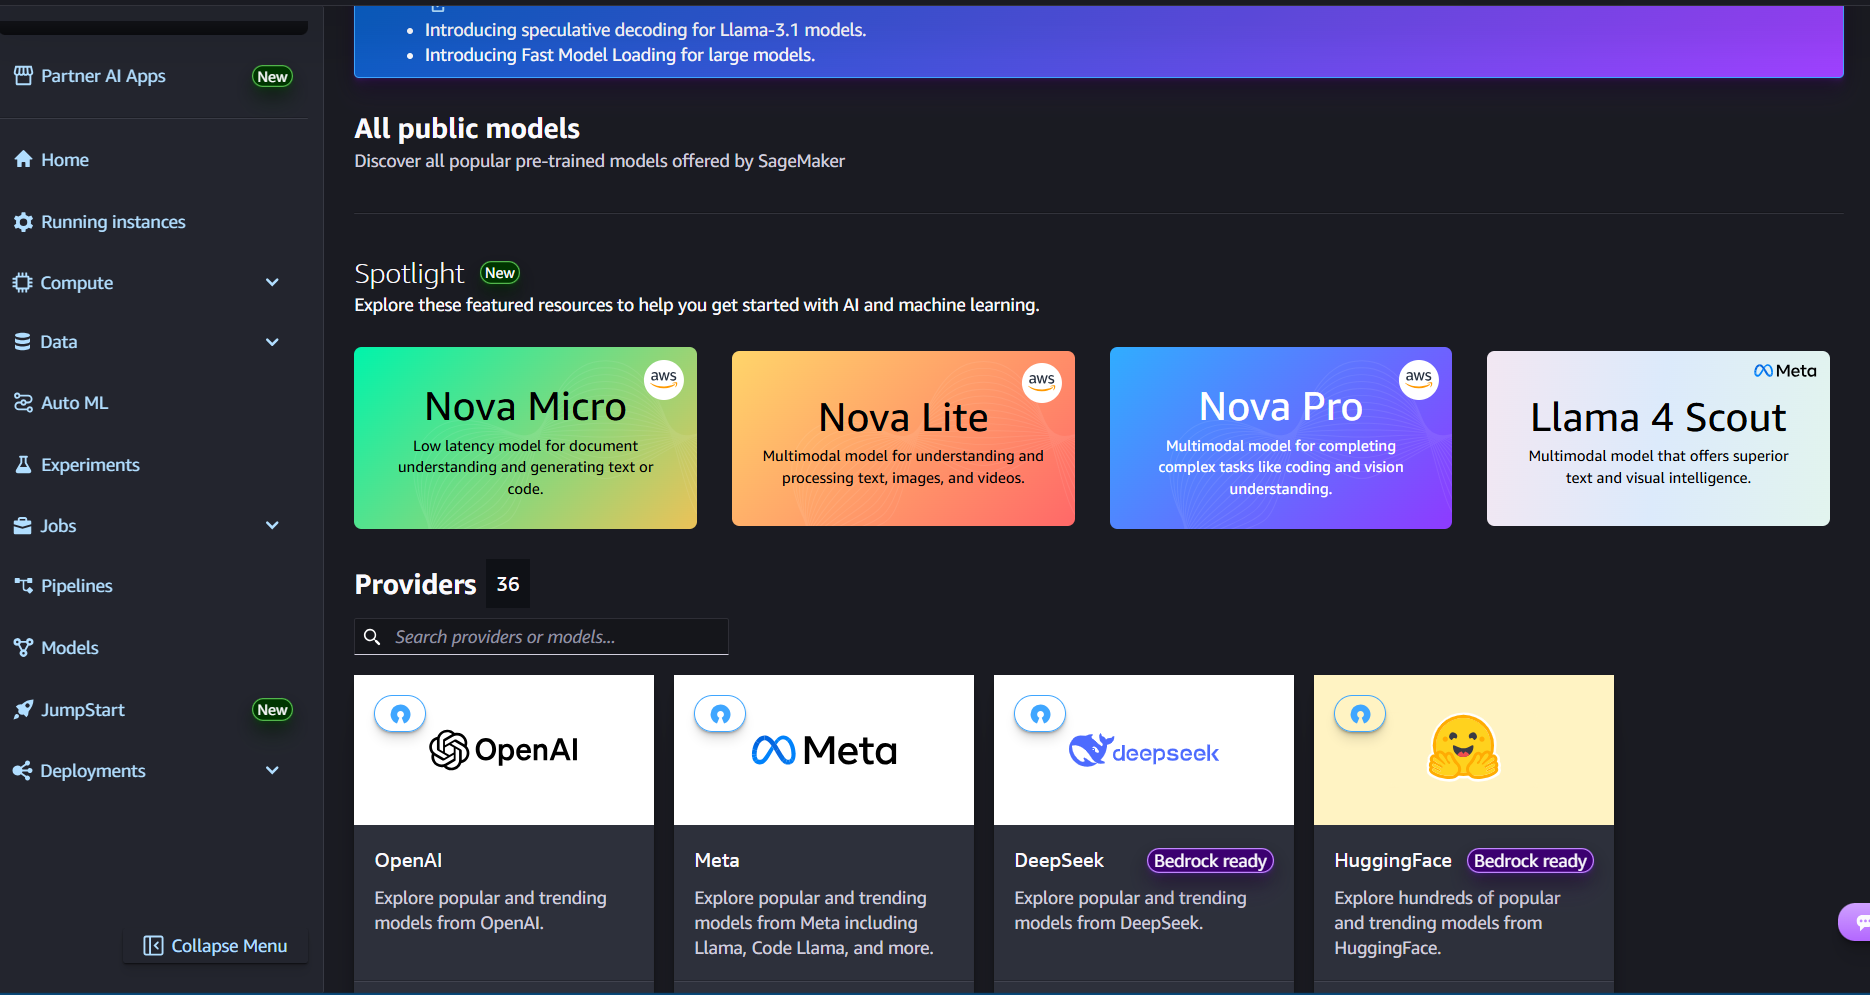 Introducing speculative decoding for Llama-3.1 models.
Introducing Fast Model Loading for large models.
Partner AI Apps
New
Home
Running instances
Compute
Data
Auto ML
Experiments
Jobs
Pipelines
Models
JumpStart
New
Deployments
Collapse Menu
All public models
Discover all popular pre-trained models offered by SageMaker
Spotlight
New
Explore these featured resources to help you get started with AI and machine learning.
aws
Nova Micro
Low latency model for document
understanding and generating text or
code.
aws
Nova Lite
Multimodal model for understanding and
processing text, images, and videos.
aws
Nova Pro
Multimodal model for completing
complex tasks like coding and vision
understanding.
Meta
Llama 4 Scout
Multimodal model that offers superior
text and visual intelligence.
Providers
36
Search providers or models...
OpenAI
OpenAI
Explore popular and trending
models from OpenAI.
Meta
Meta
Explore popular and trending
models from Meta including
Llama, Code Llama, and more.
deepseek
DeepSeek
Bedrock ready
Explore popular and trending
models from DeepSeek.
HuggingFace
Bedrock ready
Explore hundreds of popular
and trending models from
HuggingFace.